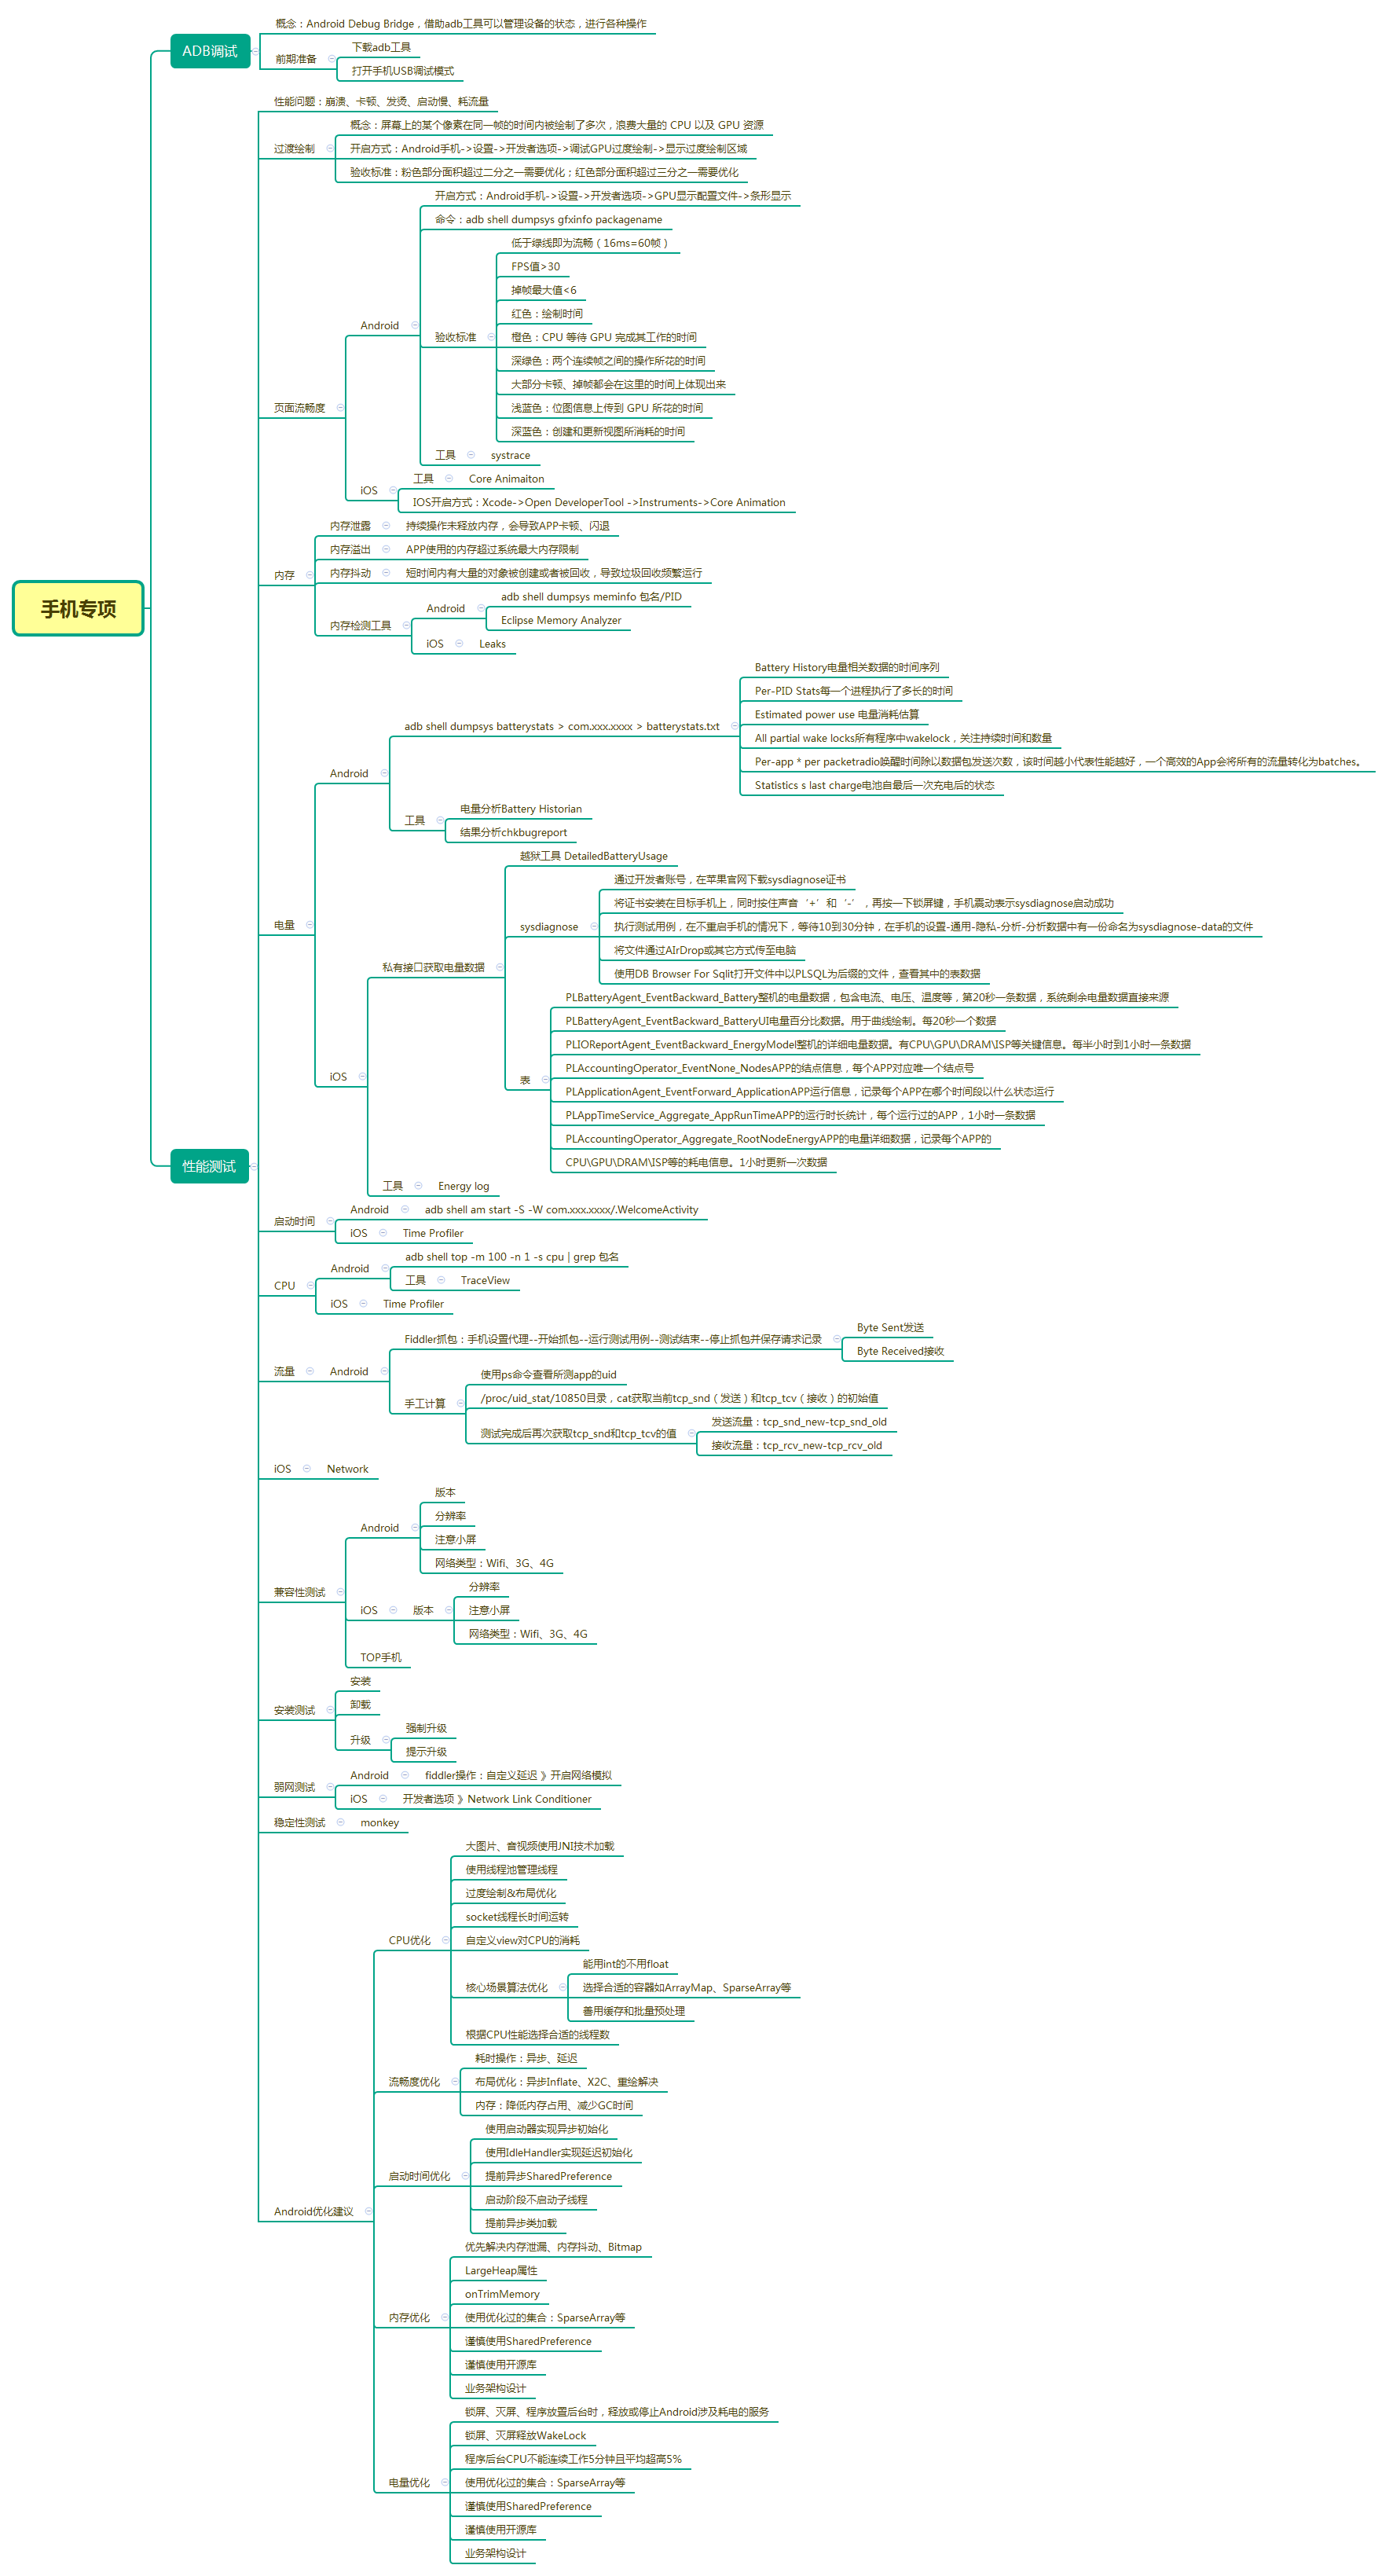 手机专项
ADB调试
概念：Android Debug Bridge，借助adb工具可以管理设备的状态，进行各种操作
前期准备
下载adb工具
打开手机USB调试模式
性能测试
性能问题：崩溃、卡顿、发烫、启动慢、耗流量
过渡绘制
概念：屏幕上的某个像素在同一帧的时间内被绘制了多次，浪费大量的 CPU 以及 GPU 资源
开启方式：Android手机->设置->开发者选项->调试GPU过度绘制->显示过度绘制区域
验收标准：粉色部分面积超过二分之一需要优化；红色部分面积超过三分之一需要优化
页面流畅度
Android
开启方式：Android手机->设置->开发者选项->GPU显示配置文件->条形显示
命令：adb shell dumpsys gfxinfo packagename
验收标准
低于绿线即为流畅（16ms=60帧）
FPS值>30
掉帧最大值<6
红色：绘制时间
橙色：CPU 等待 GPU 完成其工作的时间
深绿色：两个连续帧之间的操作所花的时间
大部分卡顿、掉帧都会在这里的时间上体现出来
浅蓝色：位图信息上传到 GPU 所花的时间
深蓝色：创建和更新视图所消耗的时间
工具
systrace
iOS
工具
Core Animaiton
IOS开启方式：Xcode->Open DeveloperTool ->Instruments->Core Animation
内存
内存泄露
持续操作未释放内存，会导致APP卡顿、闪退
内存溢出
APP使用的内存超过系统最大内存限制
内存抖动
短时间内有大量的对象被创建或者被回收，导致垃圾回收频繁运行
内存检测工具
Android
adb shell dumpsys meminfo 包名/PID
Eclipse Memory Analyzer
iOS
Leaks
电量
Android
adb shell dumpsys batterystats > com.xxx.xxxx > batterystats.txt
Battery History电量相关数据的时间序列
Per-PID Stats每一个进程执行了多长的时间
Estimated power use 电量消耗估算
All partial wake locks所有程序中wakelock，关注持续时间和数量
Per-app * per packetradio唤醒时间除以数据包发送次数，该时间越小代表性能越好，一个高效的App会将所有的流量转化为batches。
Statistics s last charge电池自最后一次充电后的状态
工具
电量分析Battery Historian
结果分析chkbugreport
iOS
私有接口获取电量数据
越狱工具 DetailedBatteryUsage
sysdiagnose
通过开发者账号，在苹果官网下载sysdiagnose证书
将证书安装在目标手机上，同时按住声音‘+’和‘-’，再按一下锁屏键，手机震动表示sysdiagnose启动成功
执行测试用例，在不重启手机的情况下，等待10到30分钟，在手机的设置-通用-隐私-分析-分析数据中有一份命名为sysdiagnose-data的文件
将文件通过AIrDrop或其它方式传至电脑
使用DB Browser For Sqlit打开文件中以PLSQL为后缀的文件，查看其中的表数据
表
PLBatteryAgent_EventBackward_Battery整机的电量数据，包含电流、电压、温度等，第20秒一条数据，系统剩余电量数据直接来源
PLBatteryAgent_EventBackward_BatteryUI电量百分比数据。用于曲线绘制。每20秒一个数据
PLIOReportAgent_EventBackward_EnergyModel整机的详细电量数据。有CPU\GPU\DRAM\ISP等关键信息。每半小时到1小时一条数据
PLAccountingOperator_EventNone_NodesAPP的结点信息，每个APP对应唯一个结点号
PLApplicationAgent_EventForward_ApplicationAPP运行信息，记录每个APP在哪个时间段以什么状态运行
PLAppTimeService_Aggregate_AppRunTimeAPP的运行时长统计，每个运行过的APP，1小时一条数据
PLAccountingOperator_Aggregate_RootNodeEnergyAPP的电量详细数据，记录每个APP的
CPU\GPU\DRAM\ISP等的耗电信息。1小时更新一次数据
工具
Energy log
启动时间
Android
adb shell am start -S -W com.xxx.xxxx/.WelcomeActivity
iOS
Time Profiler
CPU
Android
adb shell top -m 100 -n 1 -s cpu | grep 包名
工具
TraceView
iOS
Time Profiler
流量
Android
Fiddler抓包：手机设置代理--开始抓包--运行测试用例--测试结束--停止抓包并保存请求记录
Byte Sent发送
Byte Received接收
手工计算
使用ps命令查看所测app的uid
/proc/uid_stat/10850目录，cat获取当前tcp_snd（发送）和tcp_tcv（接收）的初始值
测试完成后再次获取tcp_snd和tcp_tcv的值
发送流量：tcp_snd_new-tcp_snd_old
接收流量：tcp_rcv_new-tcp_rcv_old
iOS
Network
兼容性测试
Android
版本
分辨率
注意小屏
网络类型：Wifi、3G、4G
iOS
版本
分辨率
注意小屏
网络类型：Wifi、3G、4G
TOP手机
安装测试
安装
卸载
升级
强制升级
提示升级
弱网测试
Android
fiddler操作：自定义延迟 》开启网络模拟
iOS
开发者选项 》Network Link Conditioner
稳定性测试
monkey
Android优化建议
CPU优化
大图片、音视频使用JNI技术加载
使用线程池管理线程
过度绘制&布局优化
socket线程长时间运转
自定义view对CPU的消耗
核心场景算法优化
能用int的不用float
选择合适的容器如ArrayMap、SparseArray等
善用缓存和批量预处理
根据CPU性能选择合适的线程数
流畅度优化
耗时操作：异步、延迟
布局优化：异步Inflate、X2C、重绘解决
内存：降低内存占用、减少GC时间
启动时间优化
使用启动器实现异步初始化
使用IdleHandler实现延迟初始化
提前异步SharedPreference
启动阶段不启动子线程
提前异步类加载
内存优化
优先解决内存泄漏、内存抖动、Bitmap
LargeHeap属性
onTrimMemory
使用优化过的集合：SparseArray等
谨慎使用SharedPreference
谨慎使用开源库
业务架构设计
电量优化
锁屏、灭屏、程序放置后台时，释放或停止Android涉及耗电的服务
锁屏、灭屏释放WakeLock
程序后台CPU不能连续工作5分钟且平均超高5%
使用优化过的集合：SparseArray等
谨慎使用SharedPreference
谨慎使用开源库
业务架构设计